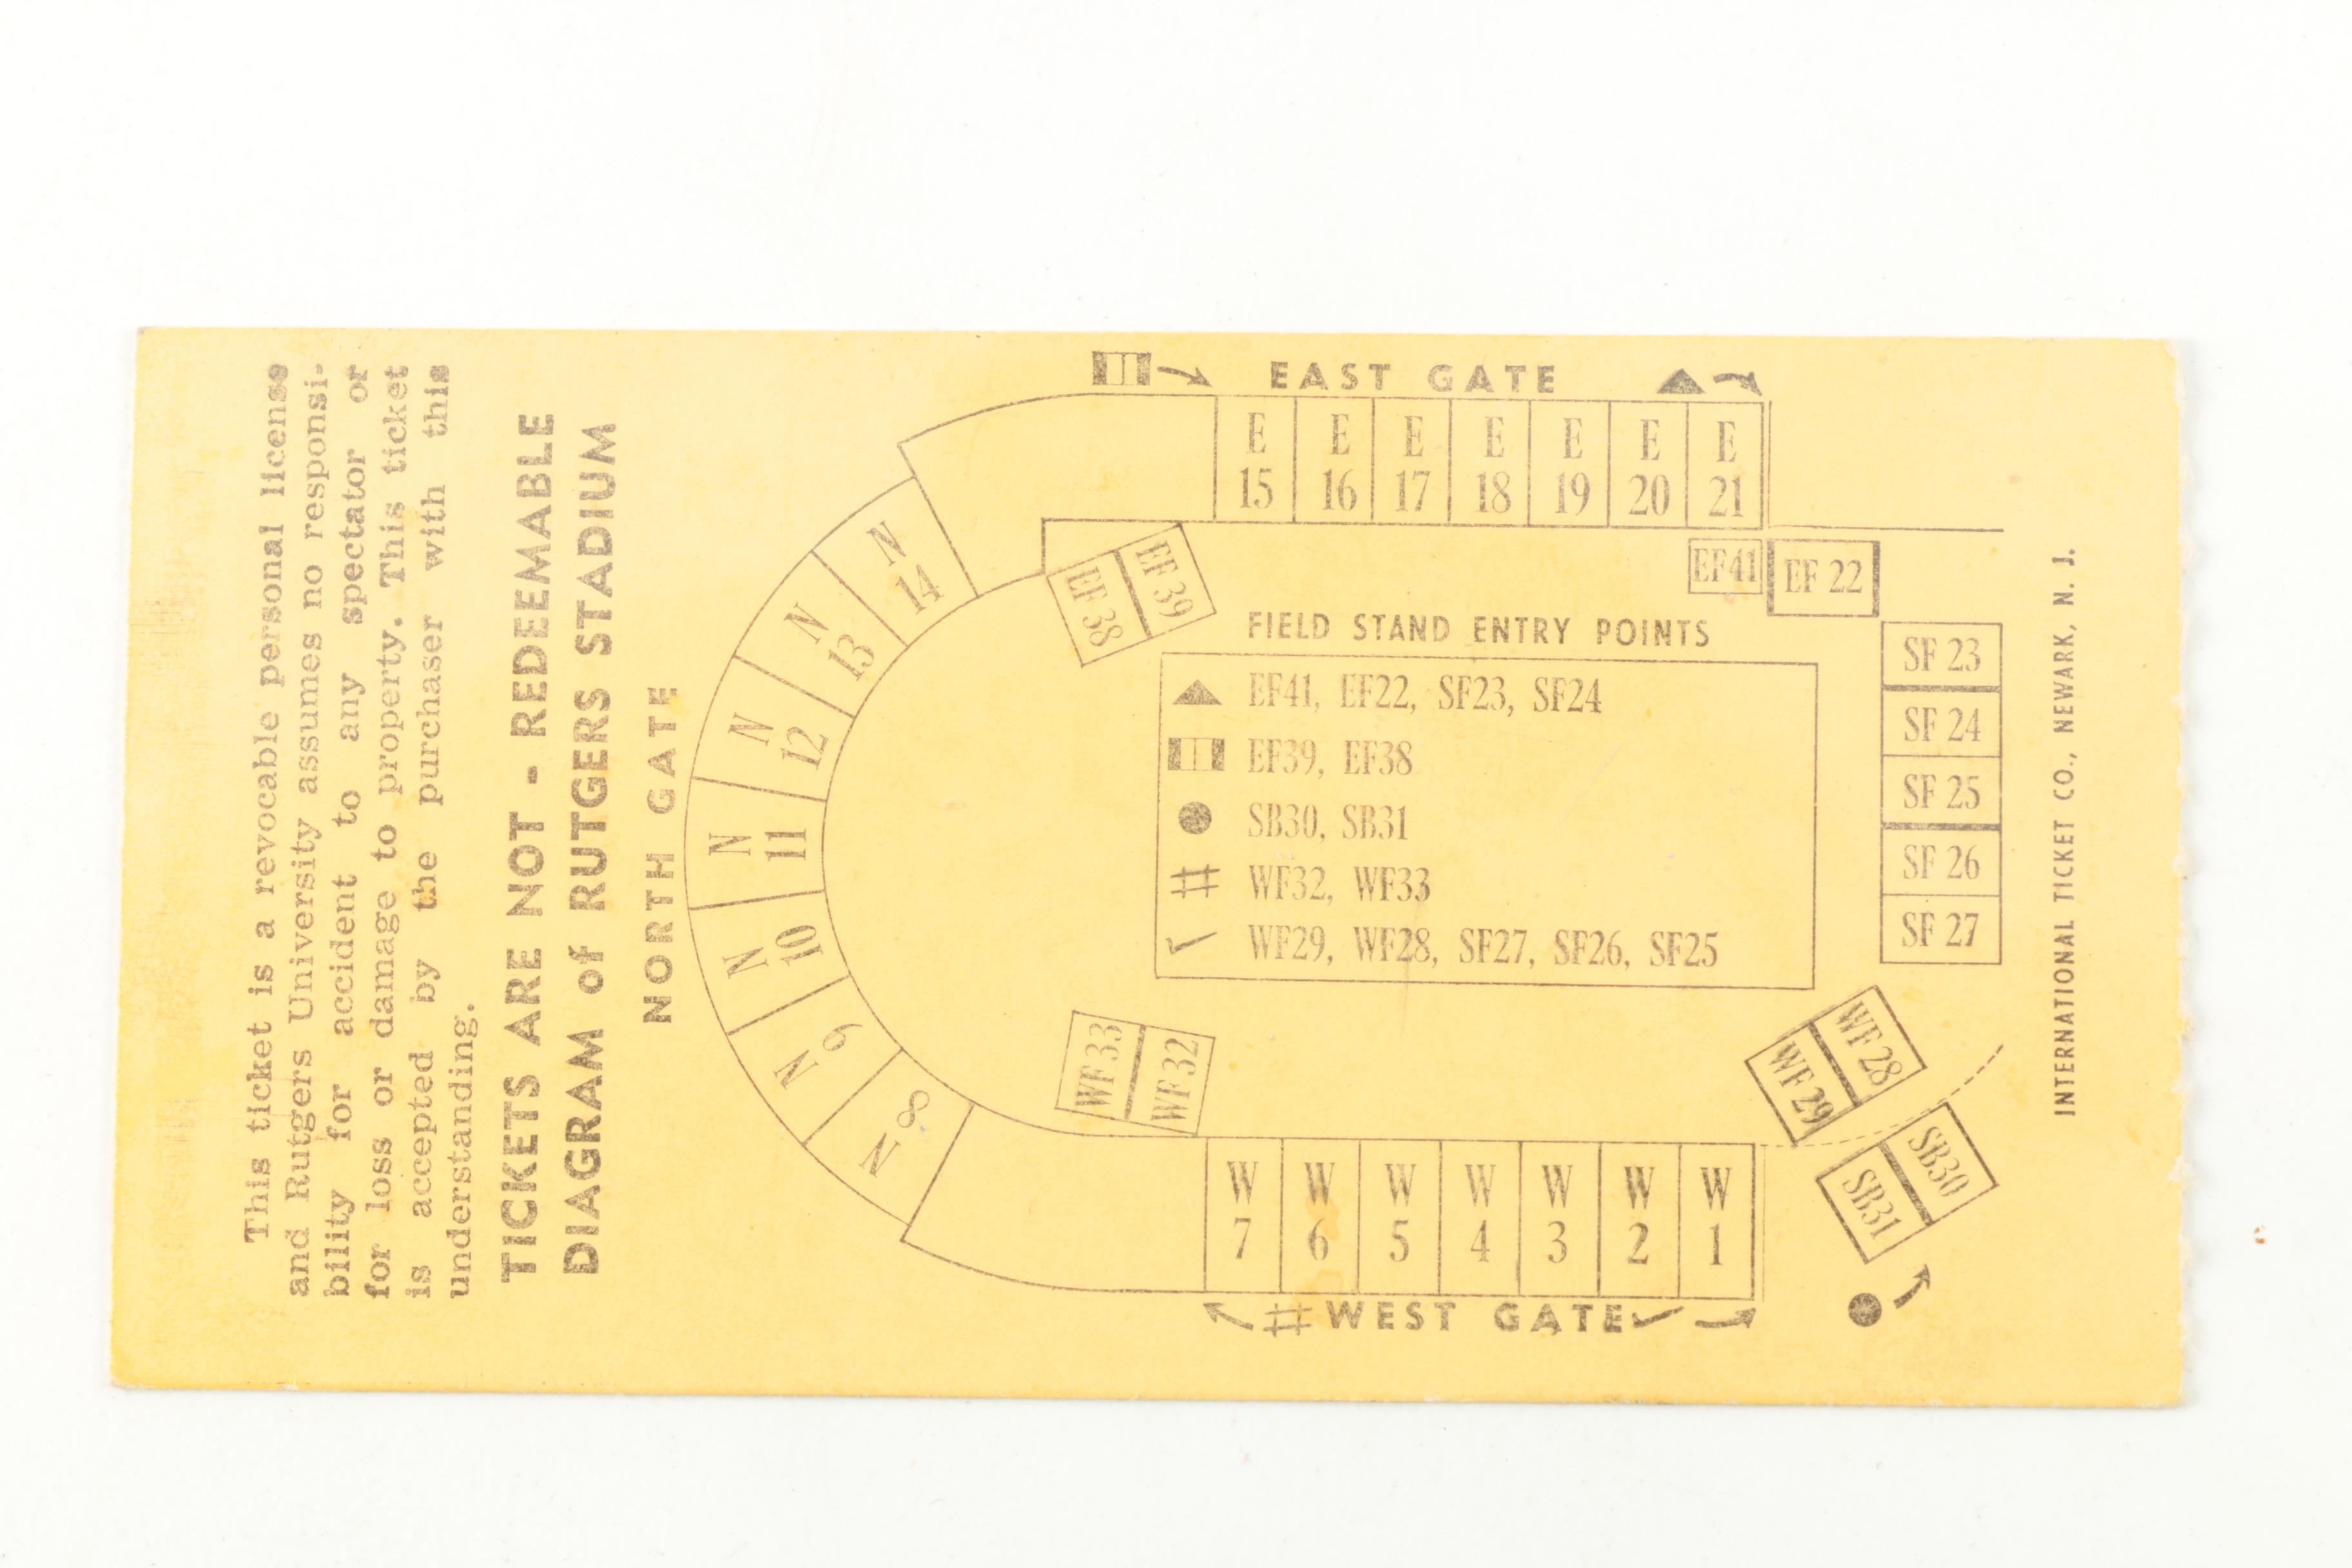 This ticket is a revocable personal license
and Rutgers University assumes no responsi-
bility for accident to any spectator or
for loss or damage to property. This ticket
is accepted by the purchaser with this
understanding.
TICKETS ARE NOT - REDEEMABLE
DIAGRAM of RUTGERS STADIUM
NORTH GATE
EAST GATE
E 15
E 16
E 17
E 18
E 19
E 20
E 21
N 14
N 13
N 12
N 11
N 10
N 9
N 8
EF 38
EF 39
EF41
EF 22
FIELD STAND ENTRY POINTS
▲ EF41, EF22, SF23, SF24
EF39, EF38
● SB30, SB31
# WF32, WF33
✓ WF29, WF28, SF27, SF26, SF25
SF 23
SF 24
SF 25
SF 26
SF 27
WF33
WF32
WF 28
WF 29
SB30
SB31
W 7
W 6
W 5
W 4
W 3
W 2
W 1
# WEST GATE ✓
INTERNATIONAL TICKET CO., NEWARK, N. J.